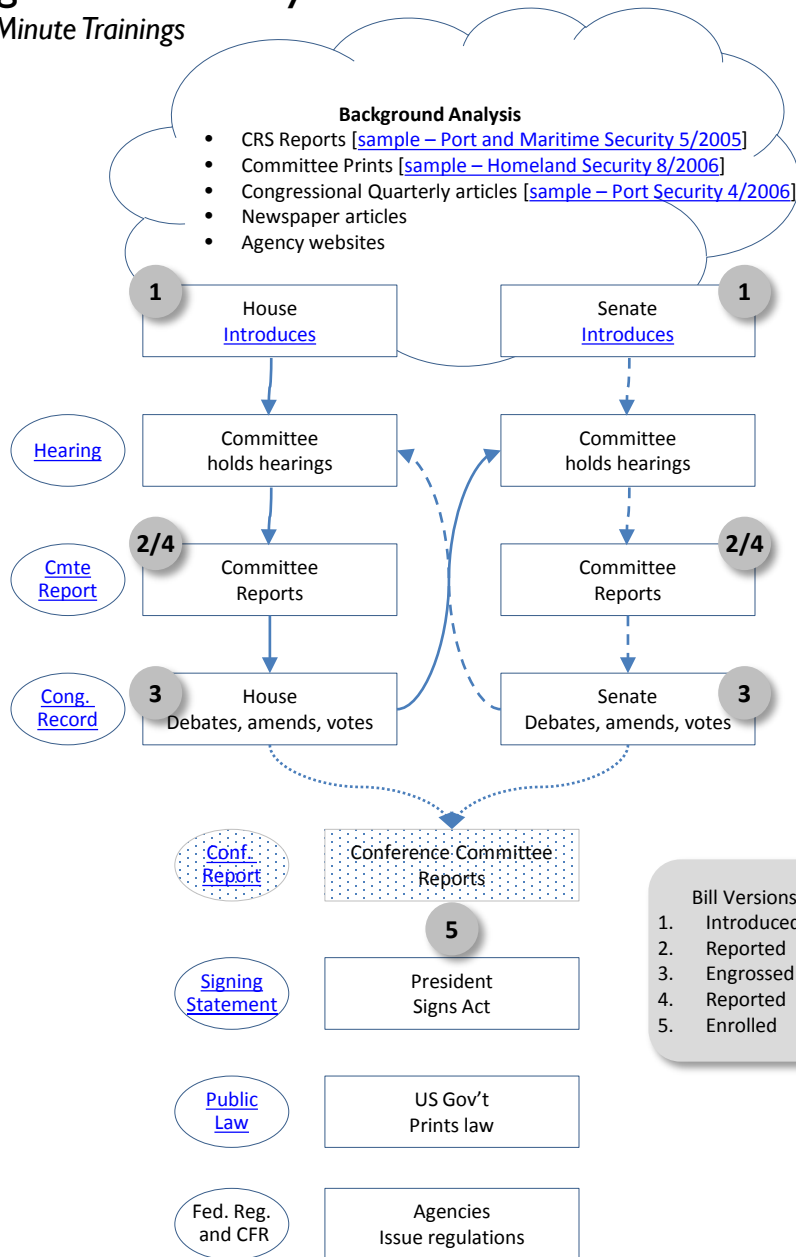 Minute Trainings
Background Analysis
• CRS Reports [sample – Port and Maritime Security 5/2005]
• Committee Prints [sample – Homeland Security 8/2006]
• Congressional Quarterly articles [sample – Port Security 4/2006]
• Newspaper articles
• Agency websites
1
House
Introduces
1
Senate
Introduces
Hearing
Committee
holds hearings
Committee
holds hearings
Cmte
Report
2/4
Committee
Reports
2/4
Committee
Reports
Cong.
Record
3
House
Debates, amends, votes
3
Senate
Debates, amends, votes
Conf.
Report
Conference Committee
Reports
5
Bill Versions
1. Introduced
2. Reported
3. Engrossed
4. Reported
5. Enrolled
Signing
Statement
President
Signs Act
Public
Law
US Gov't
Prints law
Fed. Reg.
and CFR
Agencies
Issue regulations